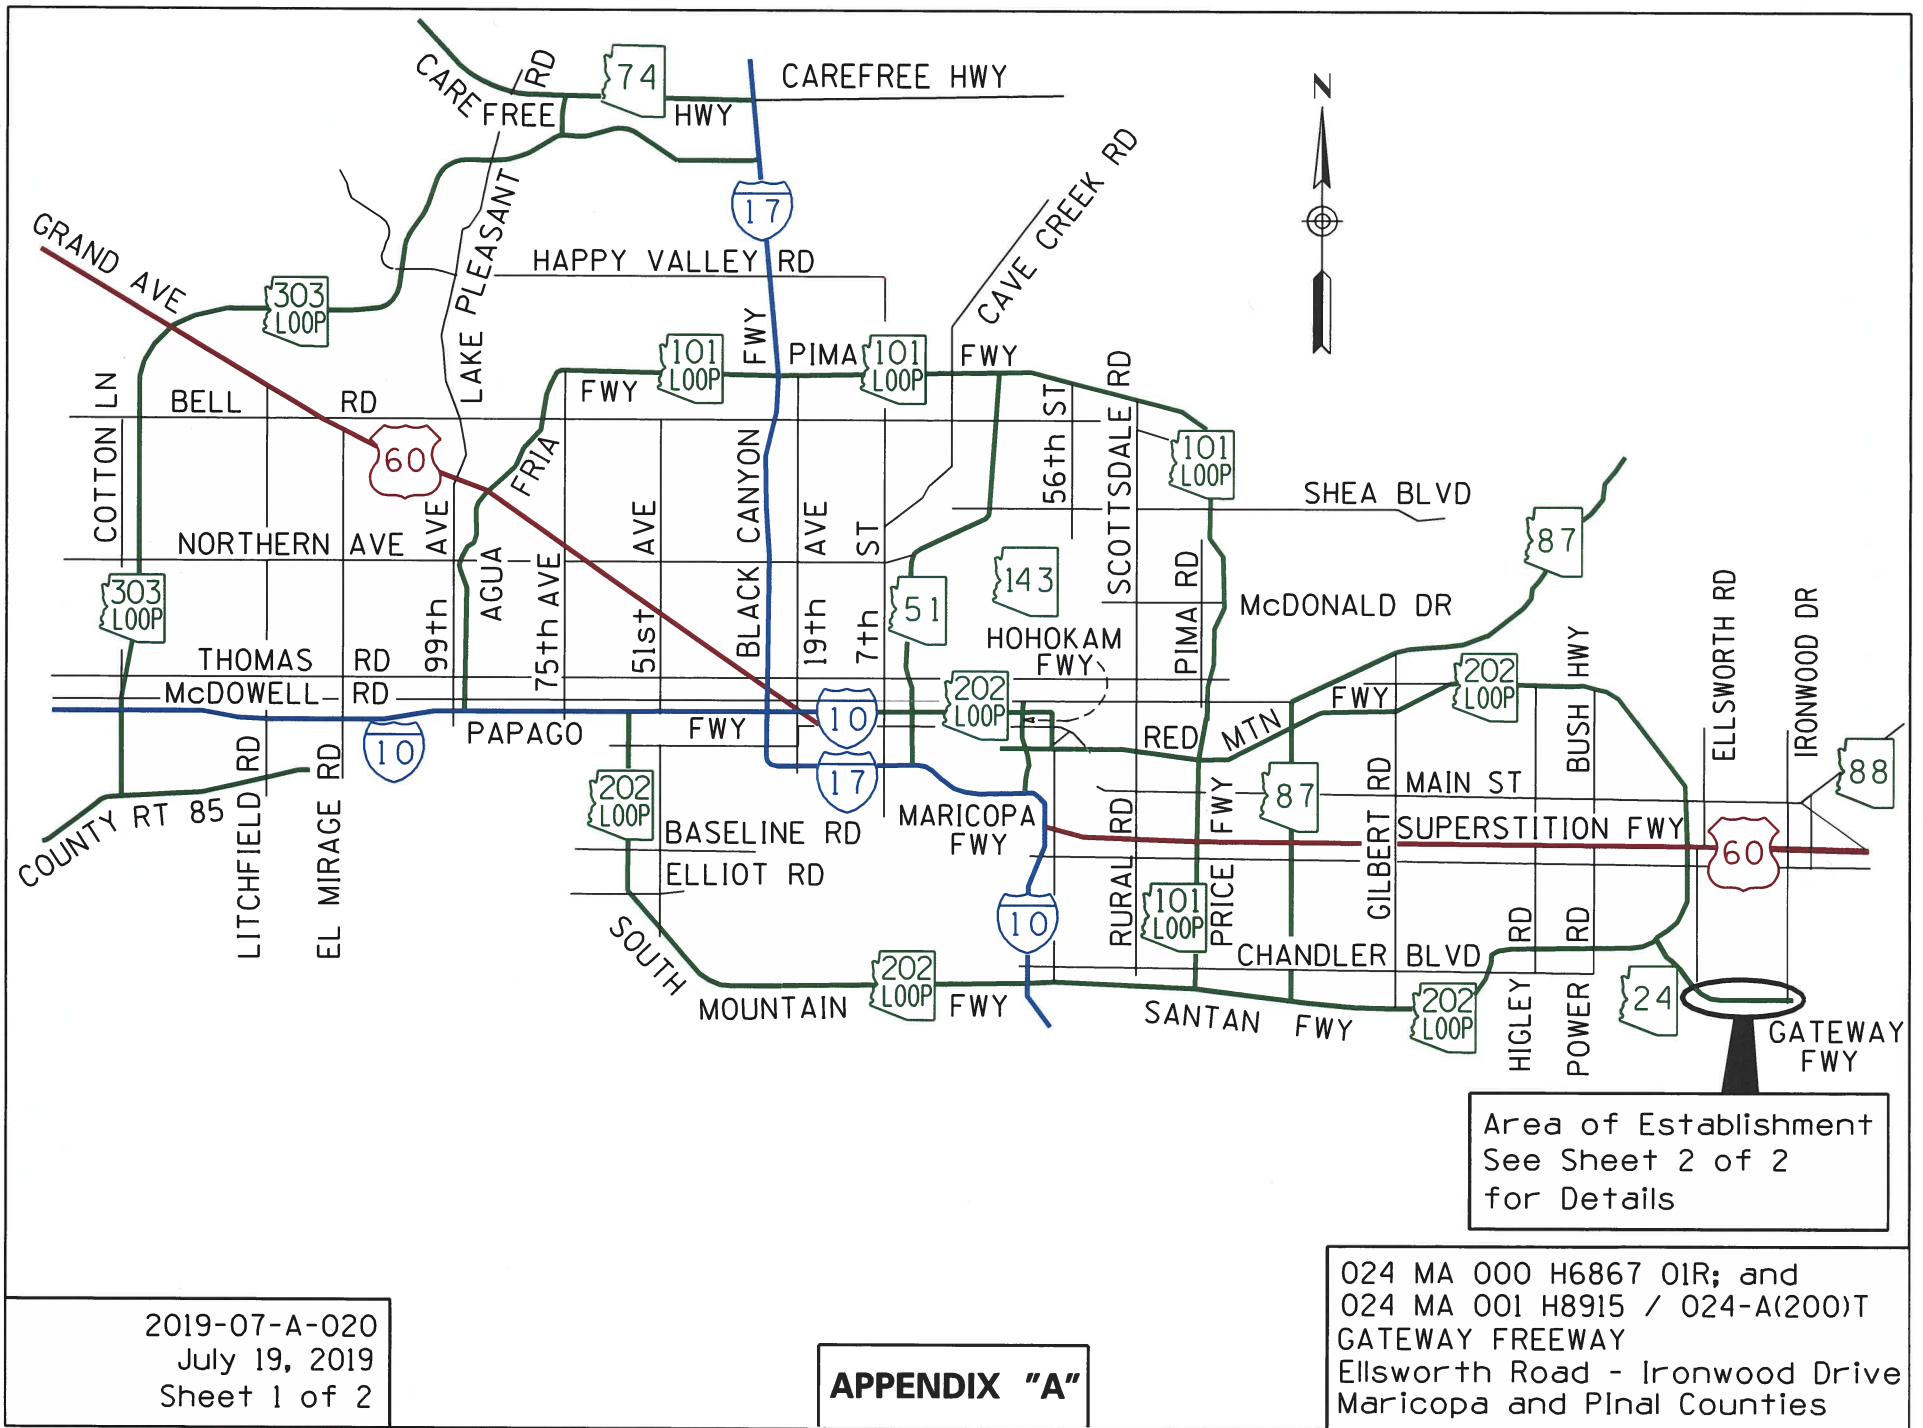 CAREFREE HWY
RD
74
CARE FREE HWY
N
17
CAVE CREEK RD
GRAND AVE
LAKE PLEASANT
HAPPY VALLEY RD
303
LOOP
FWY
101
LOOP
PIMA
101
LOOP
FWY
FWY
COTTON LN
BELL RD
60
FRIA
BLACK CANYON
56th ST
SCOTTSDALE RD
101
LOOP
SHEA BLVD
NORTHERN AVE
99th AVE
AGUA
75th AVE
51st AVE
19th AVE
7th ST
87
303
LOOP
51
143
PIMA RD
McDONALD DR
HOHOKAM
FWY
BUSH HWY
ELLSWORTH RD
IRONWOOD DR
THOMAS RD
McDOWELL RD
202
LOOP
202
LOOP
FWY
10
10
PAPAGO
FWY
RED MTN
17
202
LOOP
88
87
MAIN ST
COUNTY RT 85
LITCHFIELD RD
EL MIRAGE RD
BASELINE RD
MARICOPA
FWY
SUPERSTITION FWY
60
ELLIOT RD
RURAL RD
PRICE FWY
GILBERT RD
10
101
LOOP
SOUTH
MOUNTAIN
202
LOOP
FWY
CHANDLER BLVD
HIGLEY RD
POWER RD
SANTAN FWY
202
LOOP
24
GATEWAY
FWY
Area of Establishment
See Sheet 2 of 2
for Details
2019-07-A-020
July 19, 2019
Sheet 1 of 2
APPENDIX "A"
024 MA 000 H6867 01R; and
024 MA 001 H8915 / 024-A(200)T
GATEWAY FREEWAY
Ellsworth Road - Ironwood Drive
Maricopa and PInal Counties